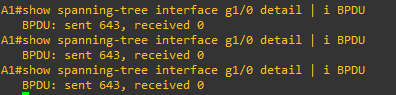 A1#show spanning-tree interface g1/0 detail | i BPDU
BPDU: sent 643, received 0
A1#show spanning-tree interface g1/0 detail | i BPDU
BPDU: sent 643, received 0
A1#show spanning-tree interface g1/0 detail | i BPDU
BPDU: sent 643, received 0